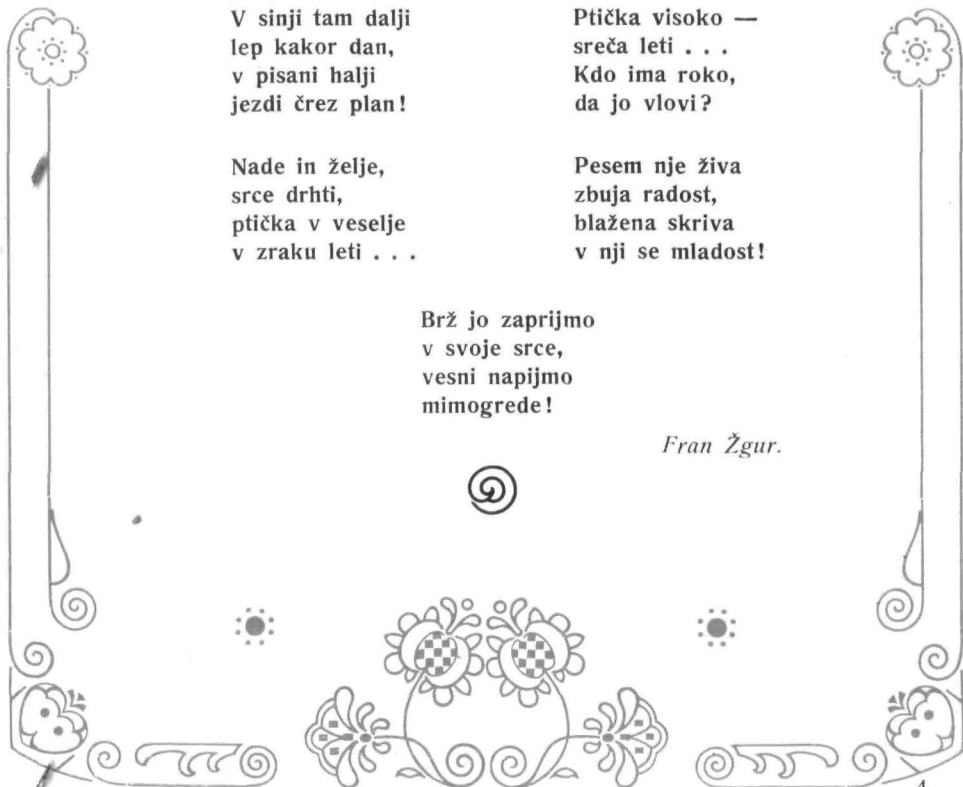 V sinji tam dalji
lep kakor dan,
v pisani halji
jezdi črez plan!
Nade in želje,
srce drhti,
ptička v veselje
v zraku leti . . .
Ptička visoko —
sreča leti . . .
Kdo ima roko,
da jo vlovi?
Pesem nje živa
zbuja radost,
blažena skriva
v nji se mladost!
Brž jo zaprijmo
v svoje srce,
vesni napijmo
mimogrede!
Fran Žgur.